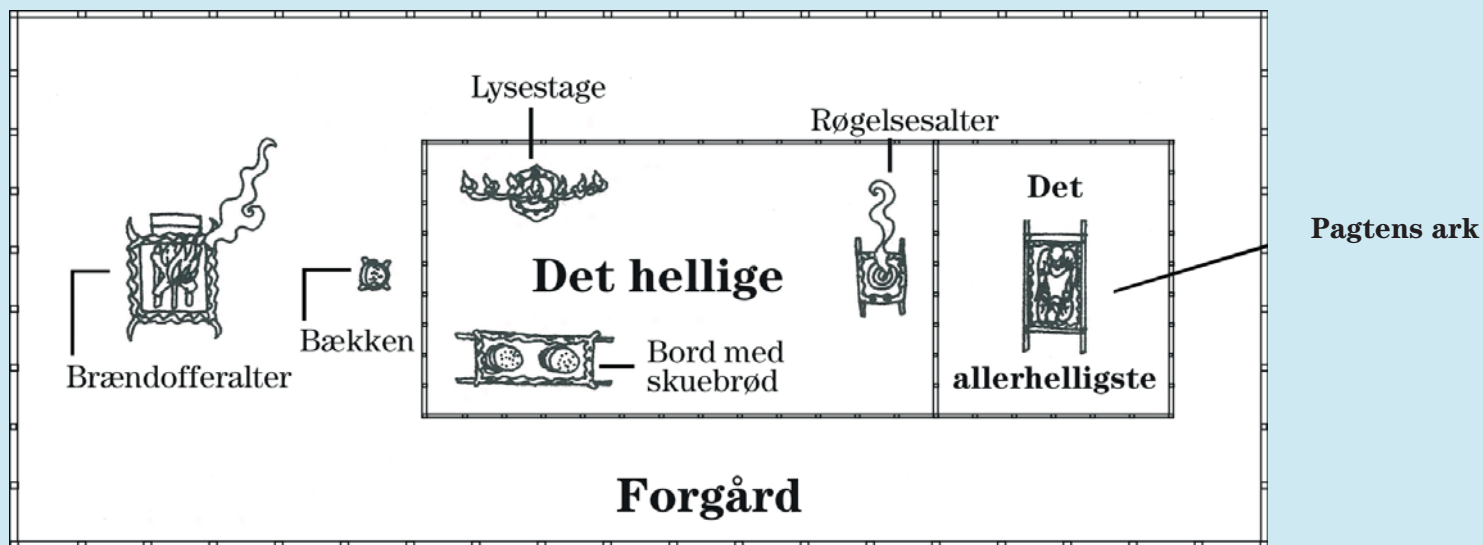 Lysestage
Røgelsesalter
Det
Pagtens ark
Det hellige
Bækken
Bord med
skuebrød
Brændofferalter
allerhelligste
Forgård